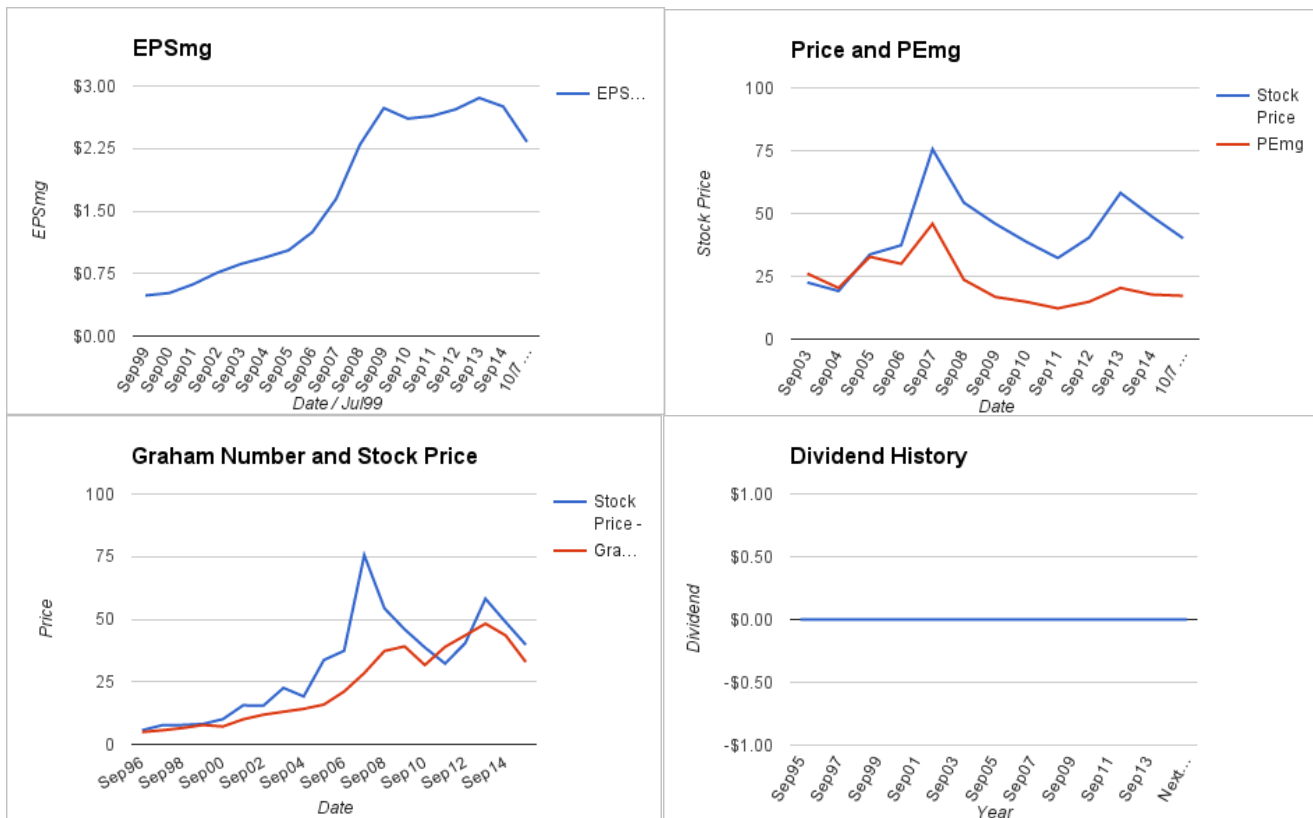 EPSmg
$3.00
$2.25
$1.50
$0.75
$0.00
EPSmg
EPS...
Sep99
Sep00
Sep01
Sep02
Sep03
Sep04
Sep05
Sep06
Sep07
Sep08
Sep09
Sep10
Sep11
Sep12
Sep13
Sep14
10/7 ...
Date / Jul99
Price and PEmg
100
75
50
25
0
Stock Price
Stock
Price
PEmg
Sep03
Sep04
Sep05
Sep06
Sep07
Sep08
Sep09
Sep10
Sep11
Sep12
Sep13
Sep14
10/7 ...
Date
Graham Number and Stock Price
100
75
50
25
0
Price
Stock
Price -
Gra...
Sep96
Sep98
Sep00
Sep02
Sep04
Sep06
Sep08
Sep10
Sep12
Sep14
Date
Dividend History
$1.00
$0.50
$0.00
-$0.50
-$1.00
Dividend
Sep95
Sep97
Sep99
Sep01
Sep03
Sep05
Sep07
Sep09
Sep11
Sep13
Next...
Year